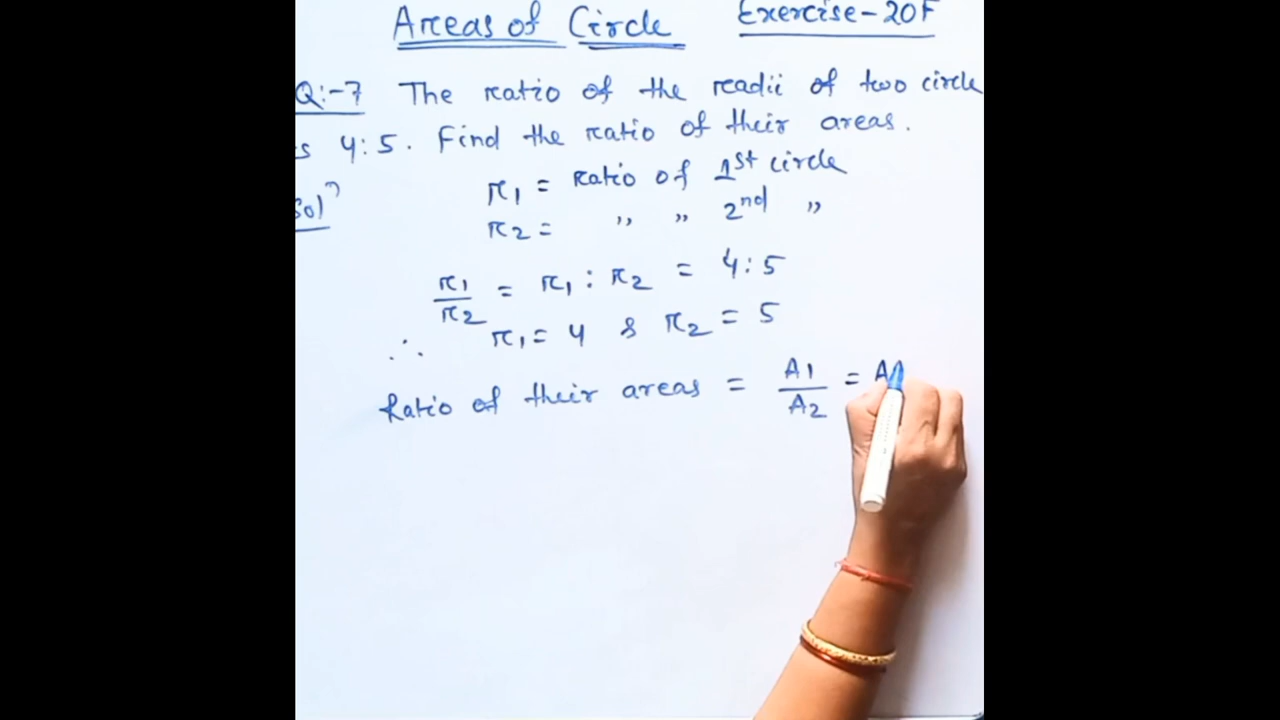 Areas of Circle Exercise-20F
Q:-7 The ratio of the radii of two circle
s 4:5. Find the ratio of their areas.
Solⁿ
r1 = Ratio of 1st circle
r2 = " " 2nd "
r1/r2 = r1 : r2 = 4:5
∴ r1 = 4 & r2 = 5
Ratio of their areas = A1/A2 =